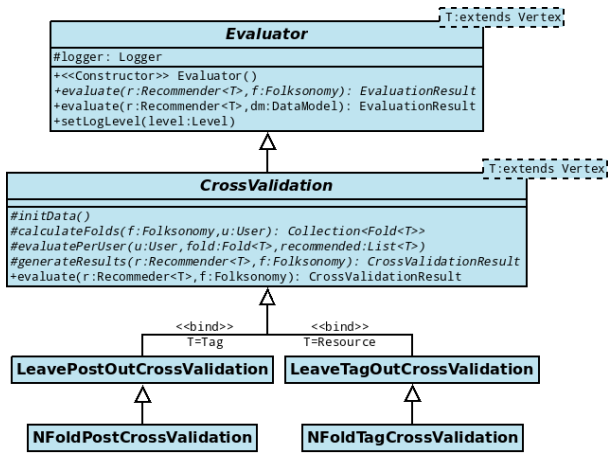 T:extends Vertex
Evaluator
#logger: Logger
+<<Constructor>> Evaluator()
+evaluate(r:Recommender<T>,f:Folksonomy): EvaluationResult
+evaluate(r:Recommender<T>,dm:DataModel): EvaluationResult
+setLogLevel(level:Level)
T:extends Vertex
CrossValidation
#initData()
#calculateFolds(f:Folksonomy,u:User): Collection<Fold<T>>
#evaluatePerUser(u:User,fold:Fold<T>,recommended:List<T>)
#generateResults(r:Recommender<T>,f:Folksonomy): CrossValidationResult
+evaluate(r:Recommeder<T>,f:Folksonomy): CrossValidationResult
<<bind>>
T=Tag
<<bind>>
T=Resource
LeavePostOutCrossValidation
LeaveTagOutCrossValidation
NFoldPostCrossValidation
NFoldTagCrossValidation